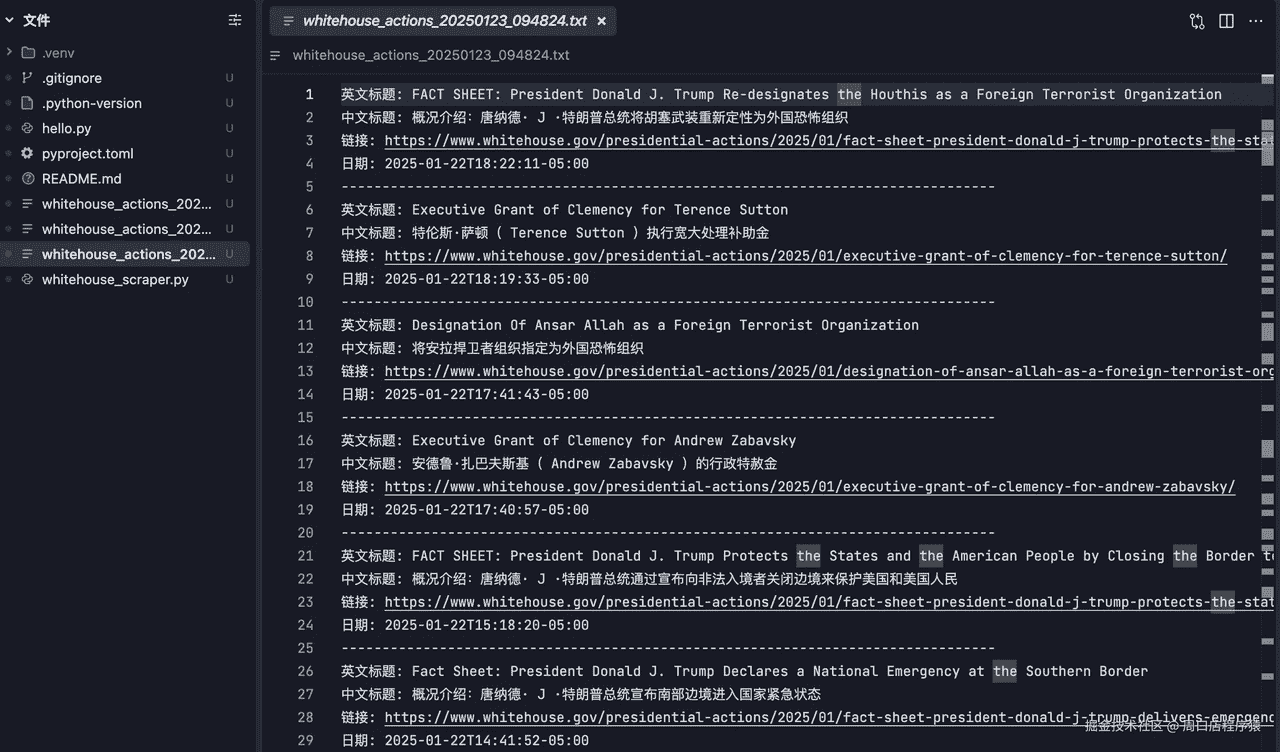 文件
.venv
.gitignore U
.python-version U
hello.py U
pyproject.toml U
README.md U
whitehouse_actions_202... U
whitehouse_actions_202... U
whitehouse_actions_202... U
whitehouse_scraper.py U
whitehouse_actions_20250123_094824.txt ×
whitehouse_actions_20250123_094824.txt
1 英文标题: FACT SHEET: President Donald J. Trump Re-designates the Houthis as a Foreign Terrorist Organization
2 中文标题: 概况介绍：唐纳德· J ·特朗普总统将胡塞武装重新定性为外国恐怖组织
3 链接: https://www.whitehouse.gov/presidential-actions/2025/01/fact-sheet-president-donald-j-trump-protects-the-stat
4 日期: 2025-01-22T18:22:11-05:00
5 --------------------------------------------------------------------------------
6 英文标题: Executive Grant of Clemency for Terence Sutton
7 中文标题: 特伦斯·萨顿 ( Terence Sutton ) 执行宽大处理补助金
8 链接: https://www.whitehouse.gov/presidential-actions/2025/01/executive-grant-of-clemency-for-terence-sutton/
9 日期: 2025-01-22T18:19:33-05:00
10 --------------------------------------------------------------------------------
11 英文标题: Designation Of Ansar Allah as a Foreign Terrorist Organization
12 中文标题: 将安拉捍卫者组织指定为外国恐怖组织
13 链接: https://www.whitehouse.gov/presidential-actions/2025/01/designation-of-ansar-allah-as-a-foreign-terrorist-org
14 日期: 2025-01-22T17:41:43-05:00
15 --------------------------------------------------------------------------------
16 英文标题: Executive Grant of Clemency for Andrew Zabavsky
17 中文标题: 安德鲁·扎巴夫斯基 ( Andrew Zabavsky ) 的行政特赦金
18 链接: https://www.whitehouse.gov/presidential-actions/2025/01/executive-grant-of-clemency-for-andrew-zabavsky/
19 日期: 2025-01-22T17:40:57-05:00
20 --------------------------------------------------------------------------------
21 英文标题: FACT SHEET: President Donald J. Trump Protects the States and the American People by Closing the Border to
22 中文标题: 概况介绍：唐纳德· J ·特朗普总统通过宣布向非法入境者关闭边境来保护美国和美国人民
23 链接: https://www.whitehouse.gov/presidential-actions/2025/01/fact-sheet-president-donald-j-trump-protects-the-stat
24 日期: 2025-01-22T15:18:20-05:00
25 --------------------------------------------------------------------------------
26 英文标题: Fact Sheet: President Donald J. Trump Declares a National Emergency at the Southern Border
27 中文标题: 概况介绍：唐纳德· J ·特朗普总统宣布南部边境进入国家紧急状态
28 链接: https://www.whitehouse.gov/presidential-actions/2025/01/fact-sheet-president-donald-j-trump-delivers-emergenc
29 日期: 2025-01-22T14:41:52-05:00
掘金技术社区 @ 周口店程序猿